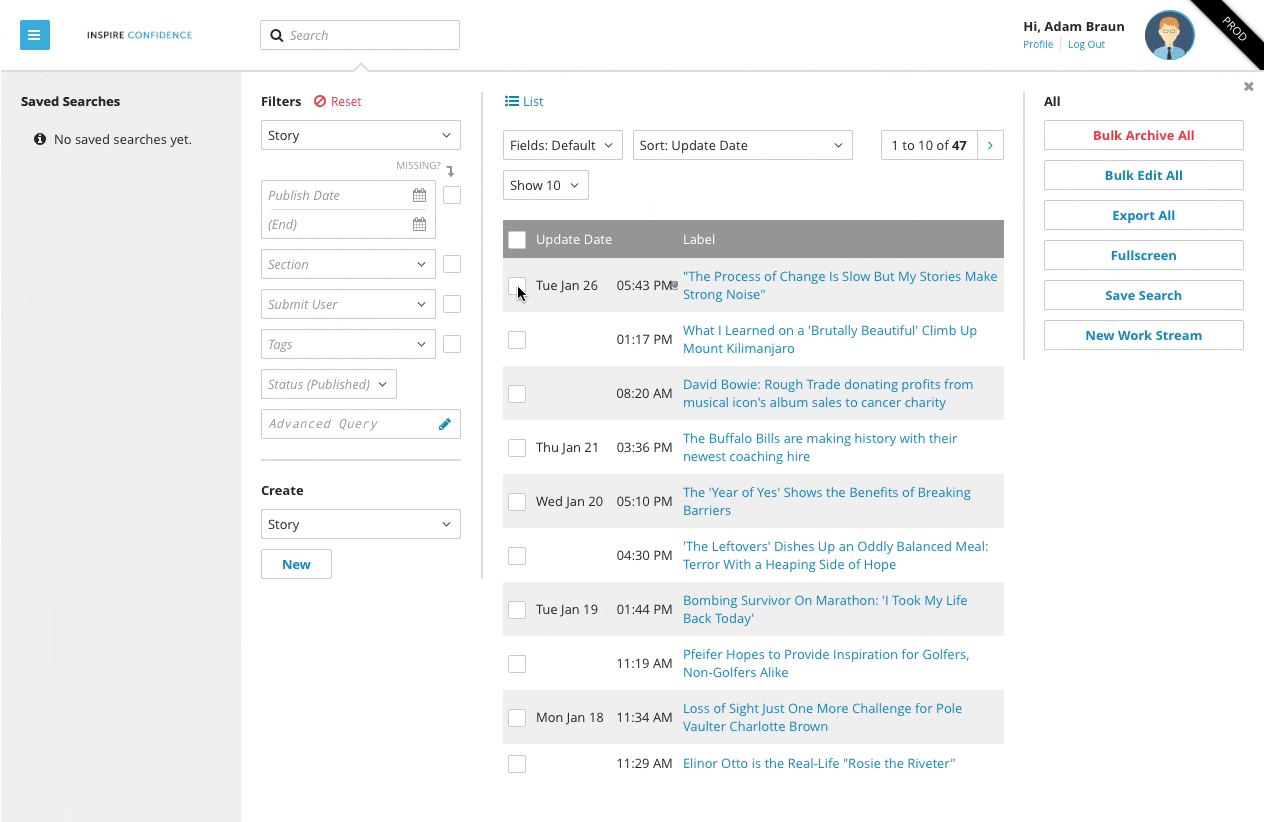 INSPIRE CONFIDENCE
Search
Hi, Adam Braun
Profile
Log Out
PROD
Saved Searches
No saved searches yet.
Filters
Reset
Story
MISSING?
Publish Date
(End)
Section
Submit User
Tags
Status (Published)
Advanced Query
Create
Story
New
List
Fields: Default
Sort: Update Date
1 to 10 of 47
Show 10
Update Date
Label
Tue Jan 26 05:43 PM
"The Process of Change Is Slow But My Stories Make
Strong Noise"
01:17 PM
What I Learned on a 'Brutally Beautiful' Climb Up
Mount Kilimanjaro
08:20 AM
David Bowie: Rough Trade donating profits from
musical icon's album sales to cancer charity
Thu Jan 21 03:36 PM
The Buffalo Bills are making history with their
newest coaching hire
Wed Jan 20 05:10 PM
The 'Year of Yes' Shows the Benefits of Breaking
Barriers
04:30 PM
'The Leftovers' Dishes Up an Oddly Balanced Meal:
Terror With a Heaping Side of Hope
Tue Jan 19 01:44 PM
Bombing Survivor On Marathon: 'I Took My Life
Back Today'
11:19 AM
Pfeifer Hopes to Provide Inspiration for Golfers,
Non-Golfers Alike
Mon Jan 18 11:34 AM
Loss of Sight Just One More Challenge for Pole
Vaulter Charlotte Brown
11:29 AM
Elinor Otto is the Real-Life "Rosie the Riveter"
All
Bulk Archive All
Bulk Edit All
Export All
Fullscreen
Save Search
New Work Stream